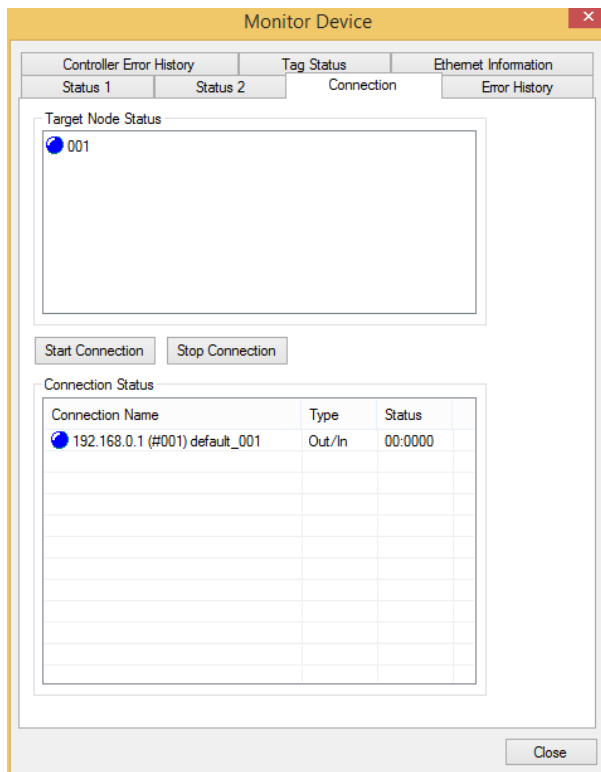 Monitor Device
Controller Error History Tag Status Ethernet Information
Status 1 Status 2 Connection Error History
Target Node Status
001
Start Connection Stop Connection
Connection Status
Connection Name Type Status
192.168.0.1 (#001) default_001 Out/In 00:0000
Close